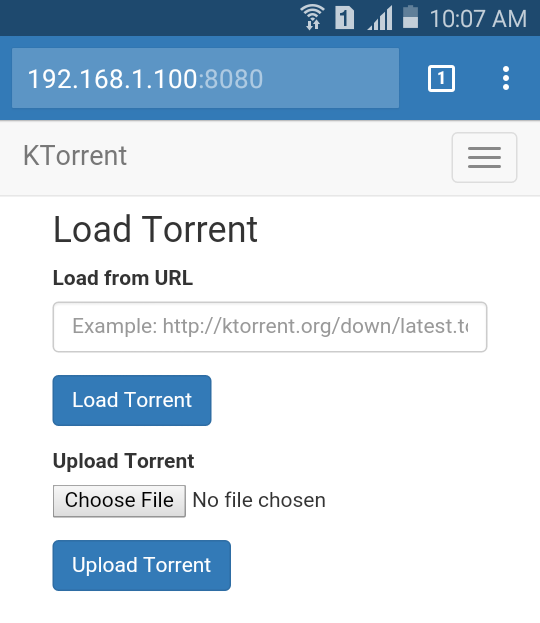 1 10:07 AM
192.168.1.100:8080 1
KTorrent
Load Torrent
Load from URL
Example: http://ktorrent.org/down/latest.t
Load Torrent
Upload Torrent
Choose File No file chosen
Upload Torrent